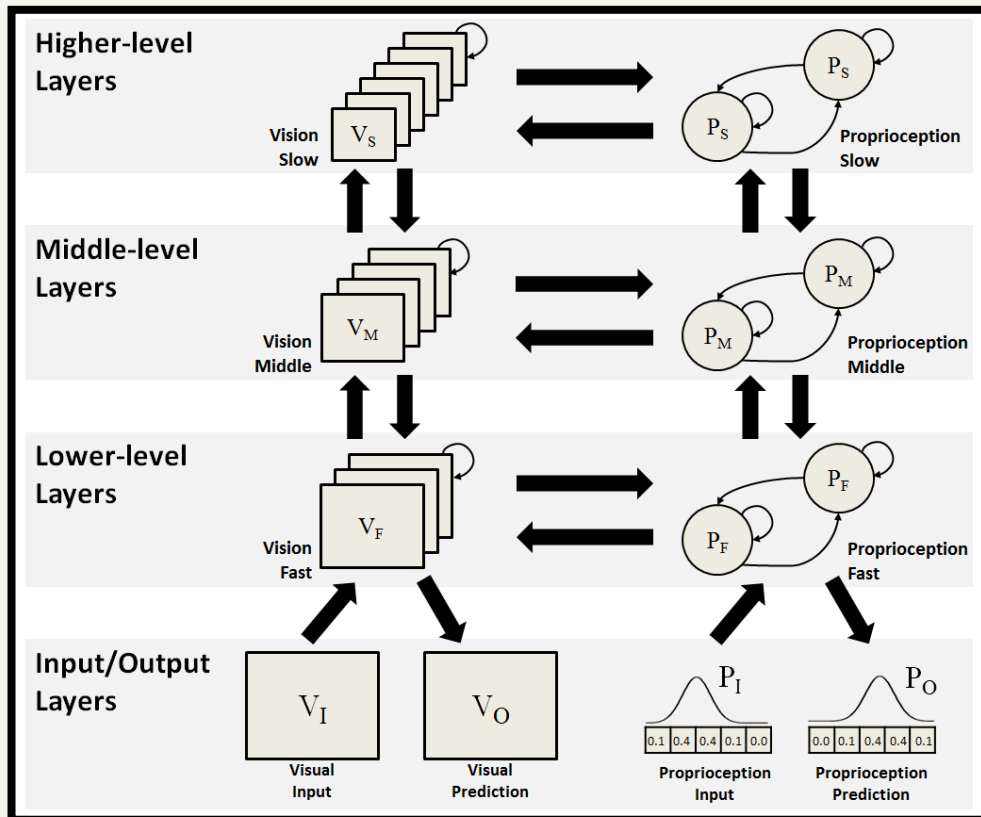 Higher-level
Layers
V_S
Vision
Slow
P_S
P_S
Proprioception
Slow
Middle-level
Layers
V_M
Vision
Middle
P_M
P_M
Proprioception
Middle
Lower-level
Layers
V_F
Vision
Fast
P_F
P_F
Proprioception
Fast
Input/Output
Layers
V_I
Visual
Input
V_O
Visual
Prediction
P_I
0.1 0.4 0.4 0.1 0.0
Proprioception
Input
P_O
0.0 0.1 0.4 0.4 0.1
Proprioception
Prediction